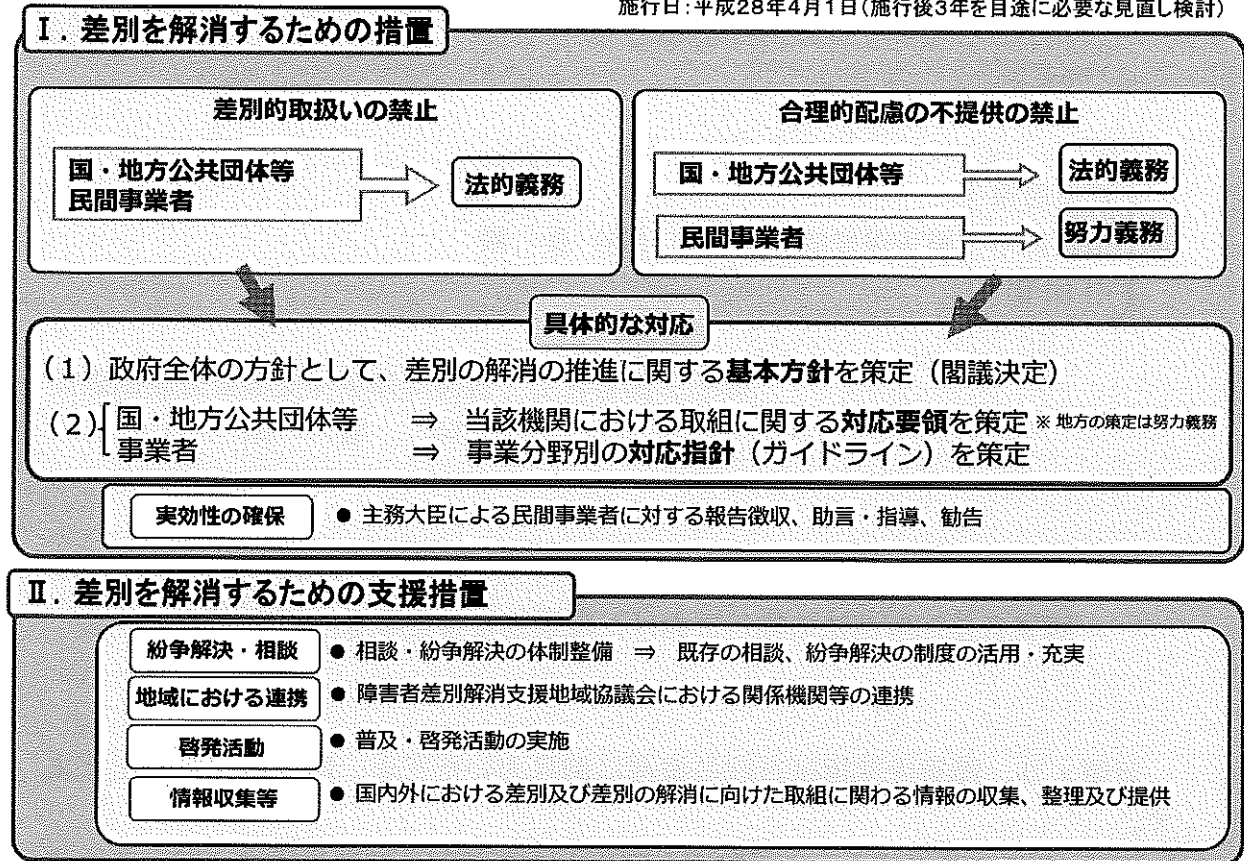 施行日:平成28年4月1日(施行後3年を目途に必要な見直し検討)
Ⅰ. 差別を解消するための措置
差別的取扱いの禁止
国・地方公共団体等
民間事業者
法的義務
合理的配慮の不提供の禁止
国・地方公共団体等
法的義務
民間事業者
努力義務
具体的な対応
(1)政府全体の方針として、差別の解消の推進に関する基本方針を策定(閣議決定)
(2) 国・地方公共団体等 ⇒ 当該機関における取組に関する対応要領を策定 ※ 地方の策定は努力義務
事業者 ⇒ 事業分野別の対応指針(ガイドライン)を策定
実効性の確保 ● 主務大臣による民間事業者に対する報告徴収、助言・指導、勧告
Ⅱ. 差別を解消するための支援措置
紛争解決・相談 ● 相談・紛争解決の体制整備 ⇒ 既存の相談、紛争解決の制度の活用・充実
地域における連携 ● 障害者差別解消支援地域協議会における関係機関等の連携
啓発活動 ● 普及・啓発活動の実施
情報収集等 ● 国内外における差別及び差別の解消に向けた取組に関わる情報の収集、整理及び提供